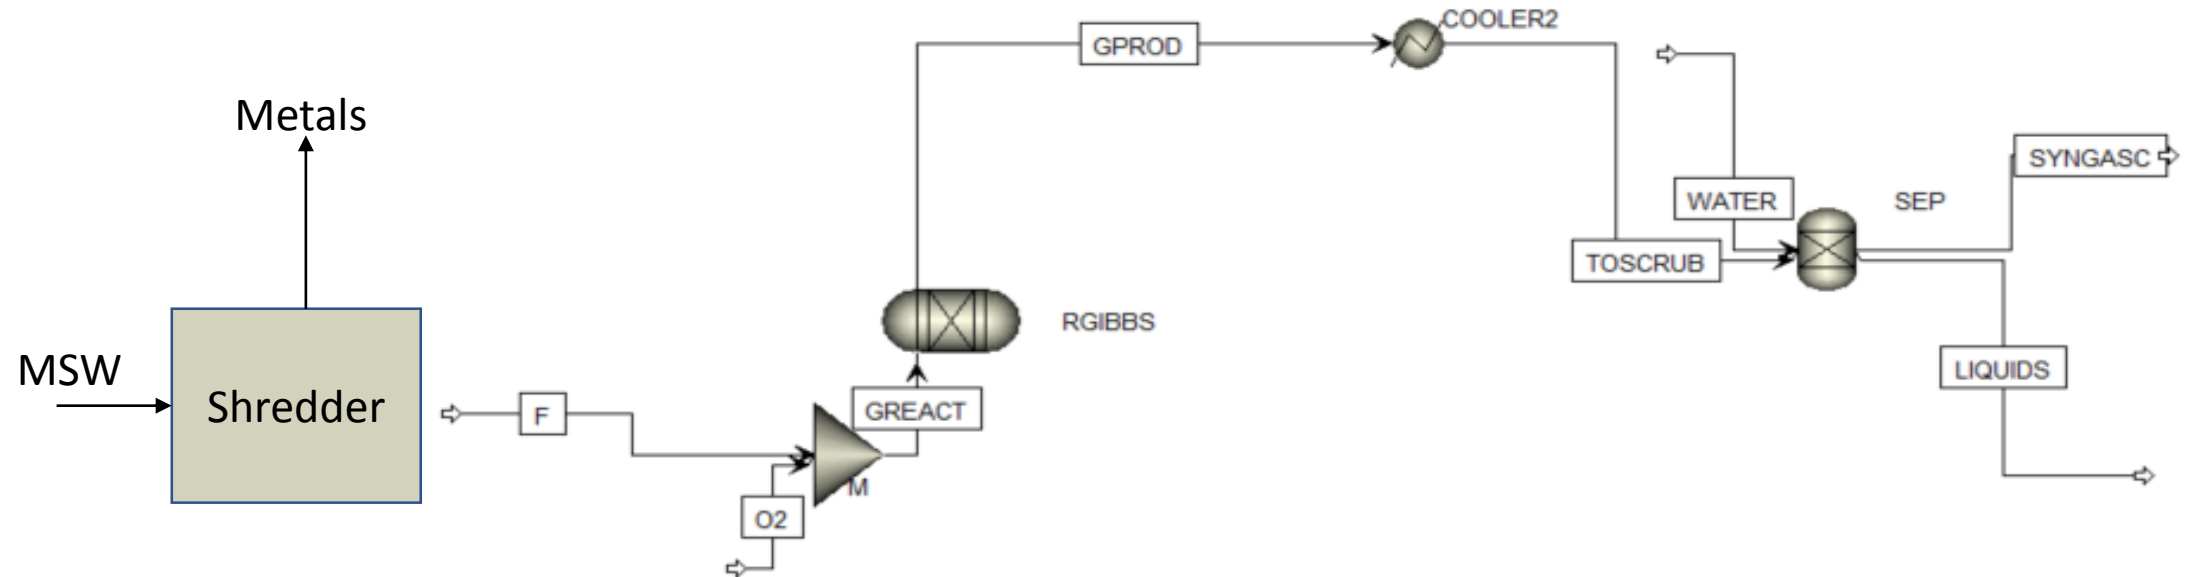 COOLER2
GPROD
Metals
SYNGASC
WATER
SEP
TOSCRUB
RGIBBS
MSW
LIQUIDS
Shredder
F
GREACT
M
O2